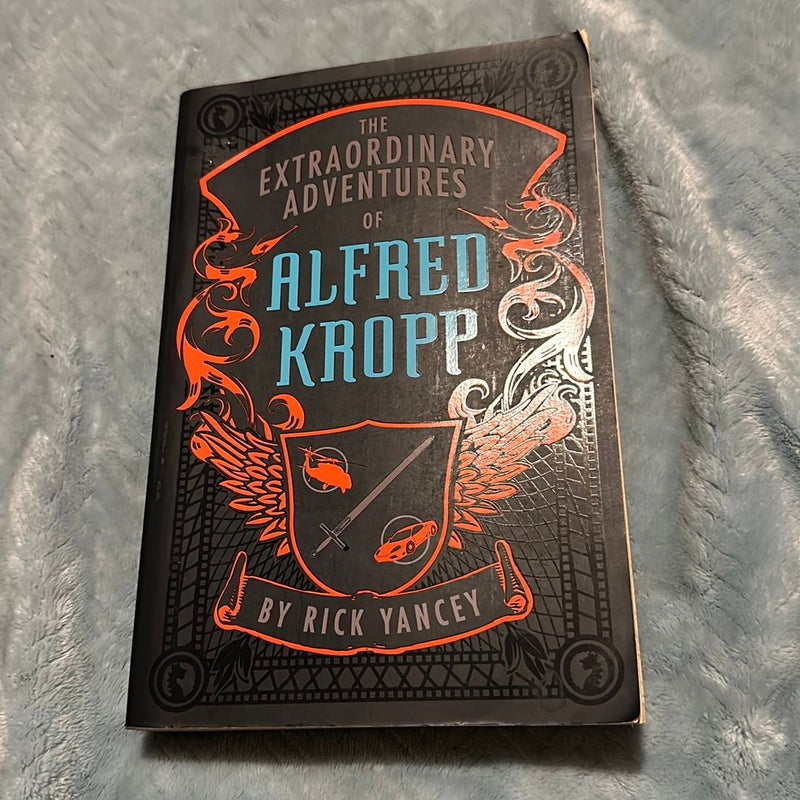 THE
EXTRAORDINARY
ADVENTURES
OF
ALFRED
KROPP
BY RICK YANCEY